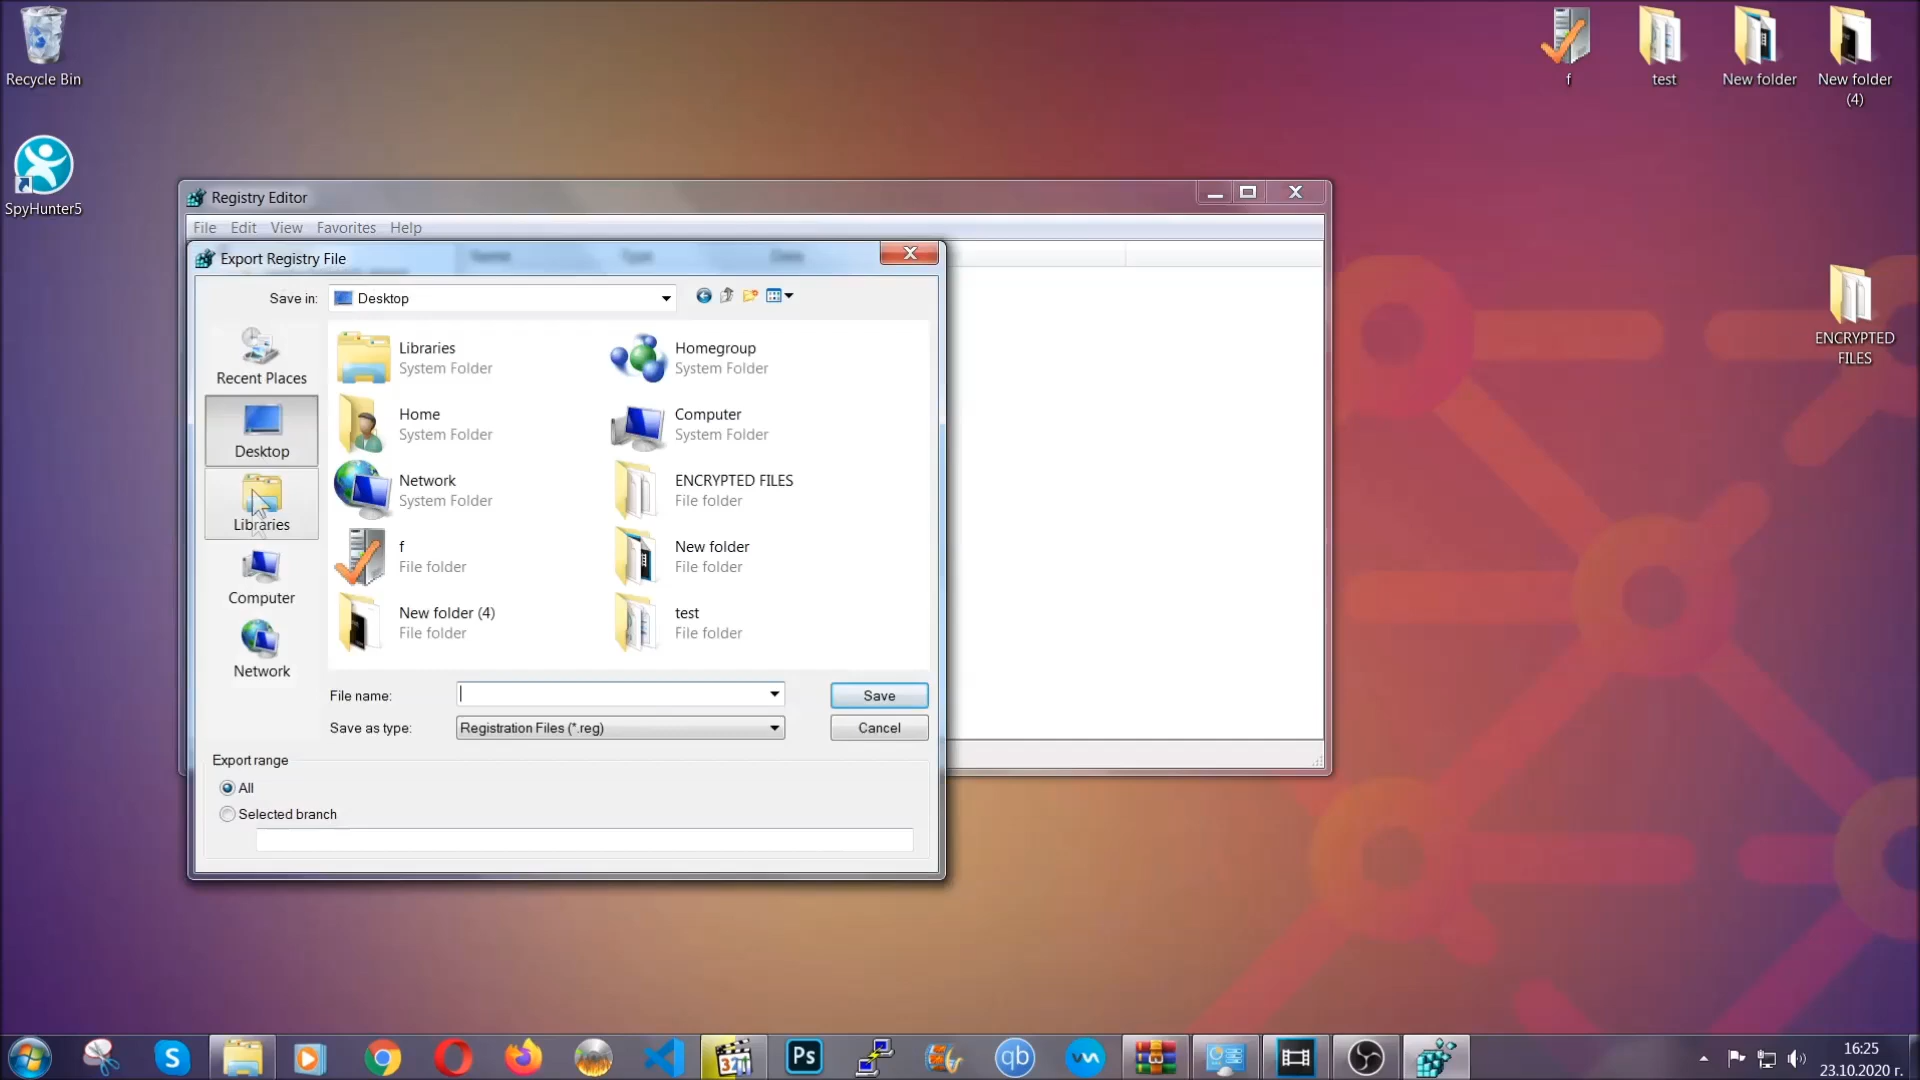 Recycle Bin
SpyHunter5
f
test
New folder
New folder
(4)
ENCRYPTED
FILES
Registry Editor
File Edit View Favorites Help
Export Registry File
Save in:
Desktop
Recent Places
Desktop
Libraries
Computer
Network
Libraries
System Folder
Homegroup
System Folder
Home
System Folder
Computer
System Folder
Network
System Folder
ENCRYPTED FILES
File folder
f
File folder
New folder
File folder
New folder (4)
File folder
test
File folder
File name:
Save
Save as type:
Registration Files (*.reg)
Cancel
Export range
All
Selected branch
S
321
Ps
qb
16:25
23.10.2020 г.